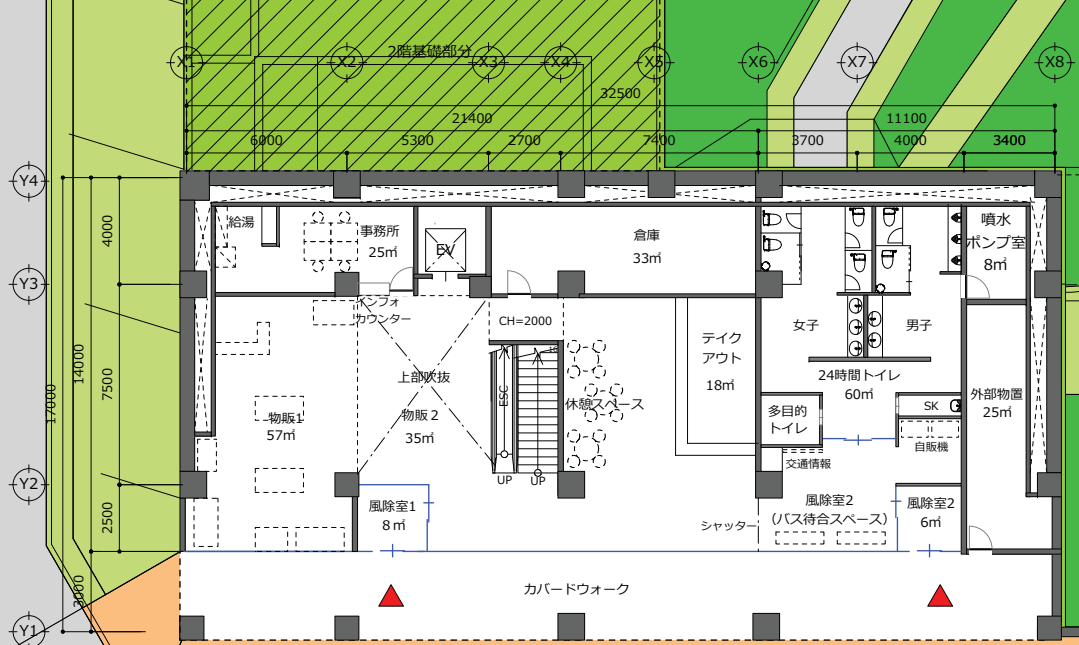 2階基礎部分
X1
X2
X3
X4
X5
X6
X7
X8
32500
21400
11100
6000
5300
2700
7400
3700
4000
3400
Y4
4000
給湯
事務所
25㎡
EV
倉庫
33㎡
噴水
ポンプ室
8㎡
Y3
インフォ
カウンター
CH=2000
テイク
アウト
18㎡
女子
男子
17000
14000
7500
上部吹抜
ESC
休憩スペース
24時間トイレ
60㎡
外部物置
25㎡
物販1
57㎡
物販２
35㎡
多目的
トイレ
SK
自販機
交通情報
UP
UP
Y2
2500
風除室1
8㎡
シャッター
風除室2
(バス待合スペース)
風除室2
6㎡
3000
カバードウォーク
Y1